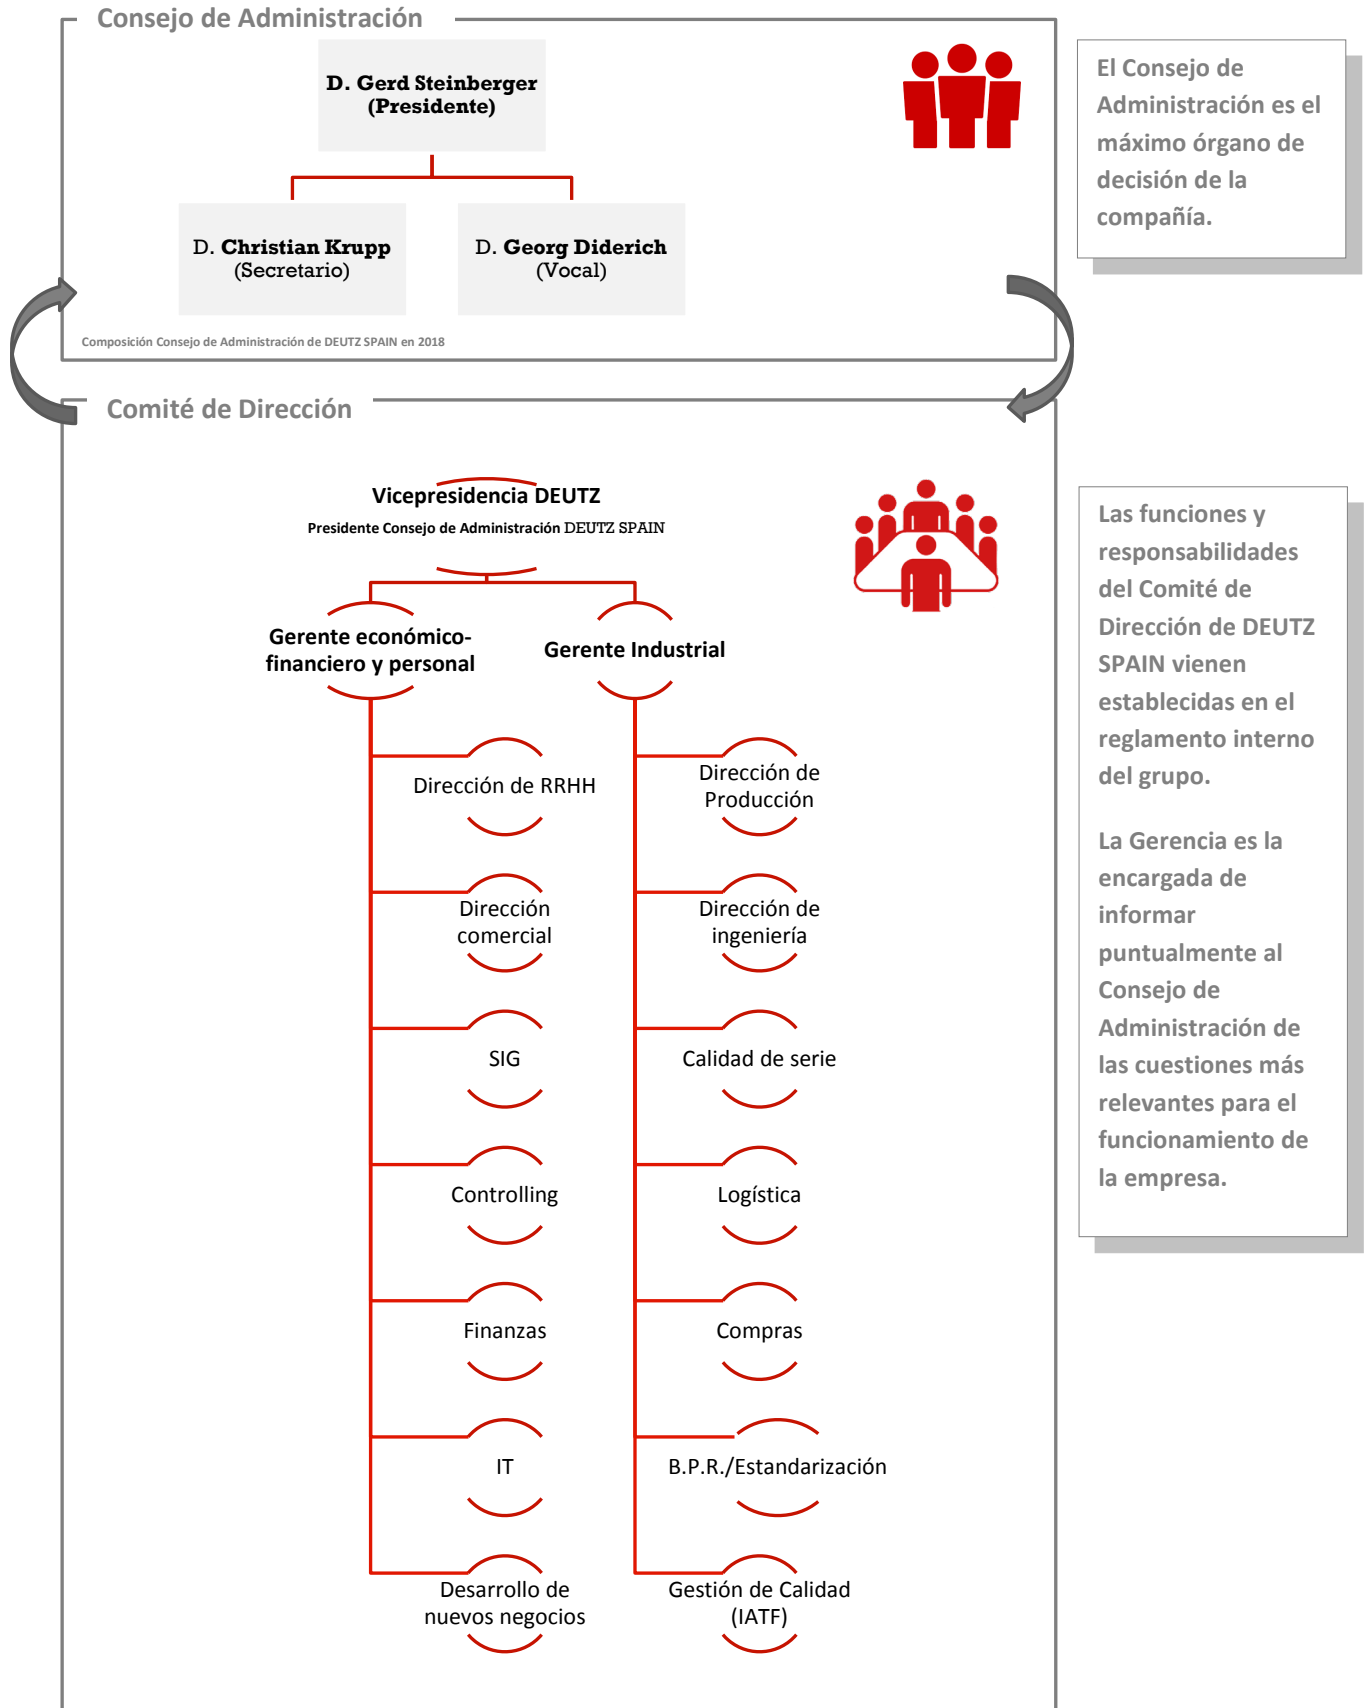 Consejo de Administración
D. Gerd Steinberger
(Presidente)
D. Christian Krupp
(Secretario)
D. Georg Diderich
(Vocal)
Composición Consejo de Administración de DEUTZ SPAIN en 2018
El Consejo de
Administración es el
máximo órgano de
decisión de la
compañía.
Comité de Dirección
Vicepresidencia DEUTZ
Presidente Consejo de Administración DEUTZ SPAIN
Gerente económico-
financiero y personal
Gerente Industrial
Dirección de RRHH
Dirección
comercial
SIG
Controlling
Finanzas
IT
Desarrollo de
nuevos negocios
Dirección de
Producción
Dirección de
ingeniería
Calidad de serie
Logística
Compras
B.P.R./Estandarización
Gestión de Calidad
(IATF)
Las funciones y
responsabilidades
del Comité de
Dirección de DEUTZ
SPAIN vienen
establecidas en el
reglamento interno
del grupo.
La Gerencia es la
encargada de
informar
puntualmente al
Consejo de
Administración de
las cuestiones más
relevantes para el
funcionamiento de
la empresa.